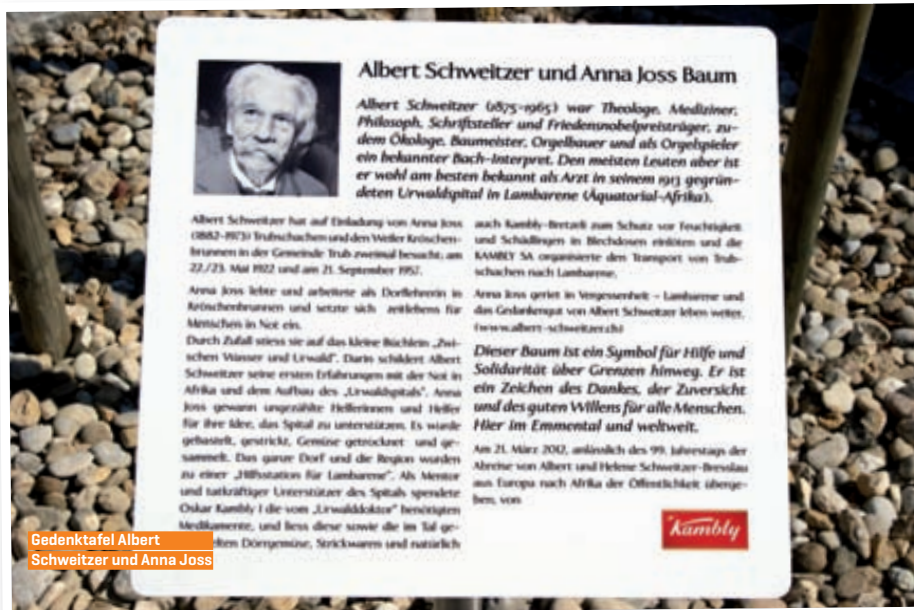 Albert Schweitzer und Anna Joss Baum
Albert Schweitzer (1875-1965) war Theologe, Mediziner,
Philosoph, Schriftsteller und Friedensnobelpreisträger, zu-
dem Ökologe, Baumeister, Orgelbauer und als Orgelspieler
ein bekannter Bach-Interpret. Den meisten Leuten aber ist
er wohl am besten bekannt als Arzt in seinem 1913 gegrün-
deten Urwaldspital in Lambarene (Äquatorial-Afrika).
Albert Schweitzer hat auf Einladung von Anna Joss
(1882-1973) Trubschachen und den Weiler Kröschen-
brunnen in der Gemeinde Trub zweimal besucht: am
22./23. Mai 1922 und am 21. September 1957.
Anna Joss lebte und arbeitete als Dorflehrerin in
Kröschenbrunnen und setzte sich zeitlebens für
Menschen in Not ein.
Durch Zufall stiess sie auf das kleine Büchlein „Zwi-
schen Wasser und Urwald“. Darin schildert Albert
Schweitzer seine ersten Erfahrungen mit der Not in
Afrika und dem Aufbau des „Urwaldspitals“. Anna
Joss gewann ungezählte Helferinnen und Helfer
für ihre Idee, das Spital zu unterstützen. Es wurde
gebastelt, gestrickt, Gemüse getrocknet und ge-
sammelt. Das ganze Dorf und die Region wurden
zu einer „Hilfsstation für Lambarene“. Als Mentor
und tatkräftiger Unterstützer des Spitals spendete
Oskar Kambly I die vom „Urwalddoktor“ benötigten
Medikamente, und liess diese sowie die im Tal ge-
Dörrgemüse, Strickwaren und natürlich
auch Kambly-Bretzeli zum Schutz vor Feuchtigkeit
und Schädlingen in Blechdosen einlöten und die
KAMBLY SA organisierte den Transport von Trub-
schachen nach Lambarene.
Anna Joss geriet in Vergessenheit – Lambarene und
das Gedankengut von Albert Schweitzer leben weiter.
(www.albert-schweitzer.ch)
Dieser Baum ist ein Symbol für Hilfe und
Solidarität über Grenzen hinweg. Er ist
ein Zeichen des Dankes, der Zuversicht
und des guten Willens für alle Menschen.
Hier im Emmental und weltweit.
Am 21. März 2012, anlässlich des 99. Jahrestags der
Abreise von Albert und Helene Schweitzer-Bresslau
aus Europa nach Afrika der Öffentlichkeit überge-
ben, von
Kambly
Gedenktafel Albert
Schweitzer und Anna Joss